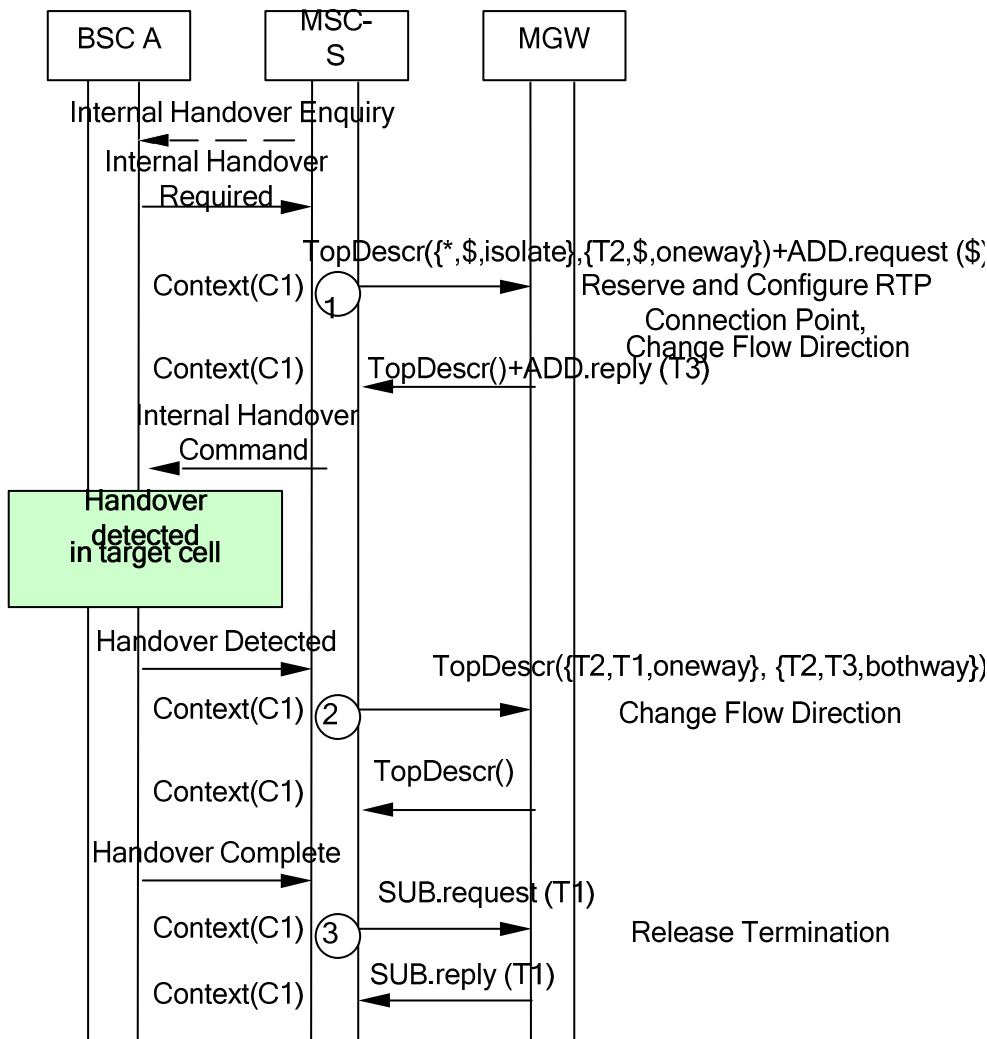 BSC A
MSC-
S
MGW
Internal Handover Enquiry
Internal Handover
Required
TopDescr({*,$,isolate},{T2,$,oneway})+ADD.request ($)
Context(C1)
1
Reserve and Configure RTP
Connection Point,
Change Flow Direction
Context(C1)
TopDescr()+ADD.reply (T3)
Internal Handover
Command
Handover
detected
in target cell
Handover Detected
TopDescr({T2,T1,oneway}, {T2,T3,bothway})
Context(C1)
2
Change Flow Direction
TopDescr()
Context(C1)
Handover Complete
SUB.request (T1)
Context(C1)
3
Release Termination
SUB.reply (T1)
Context(C1)